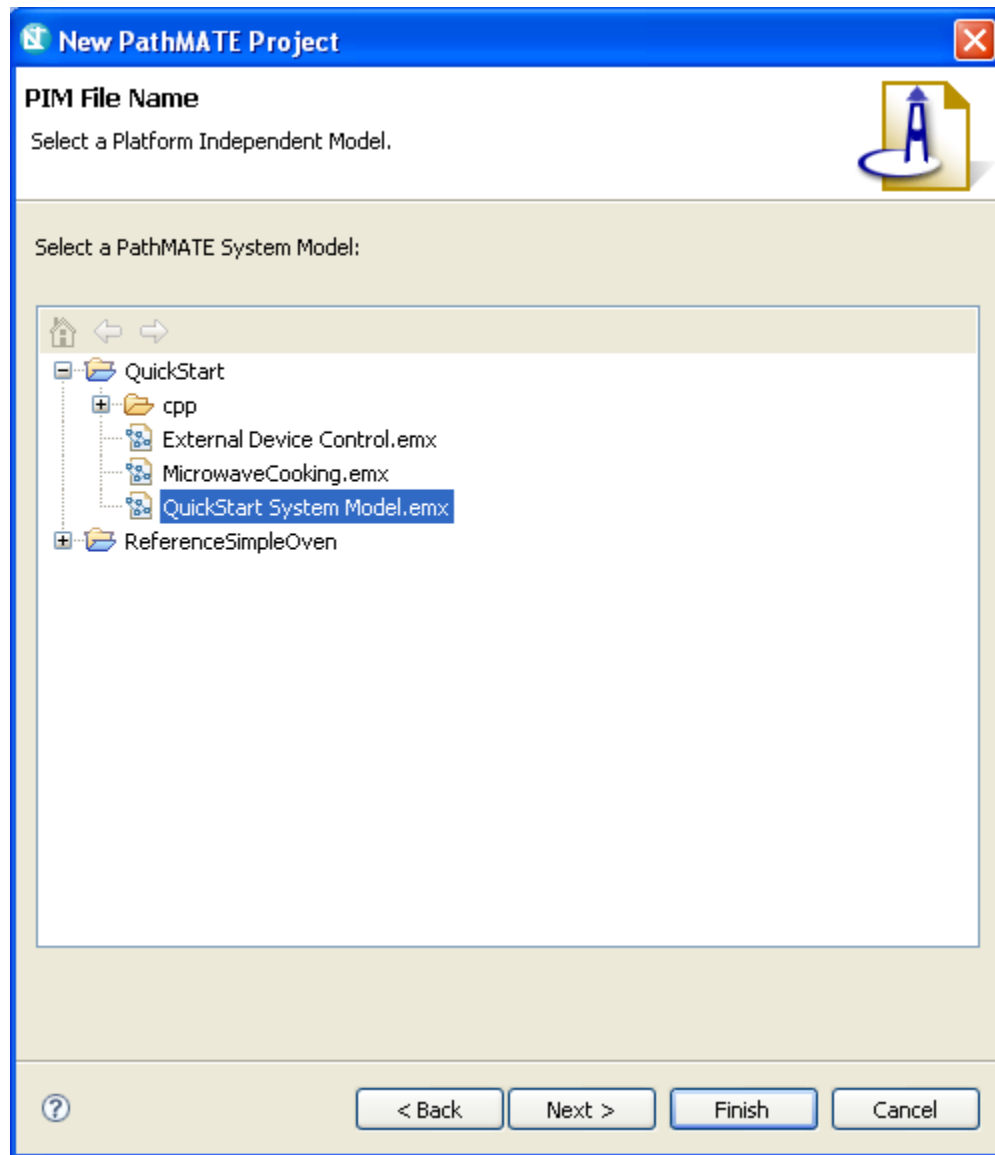 New PathMATE Project
PIM File Name
Select a Platform Independent Model.
Select a PathMATE System Model:
QuickStart
cpp
External Device Control.emx
MicrowaveCooking.emx
QuickStart System Model.emx
ReferenceSimpleOven
< Back Next > Finish Cancel